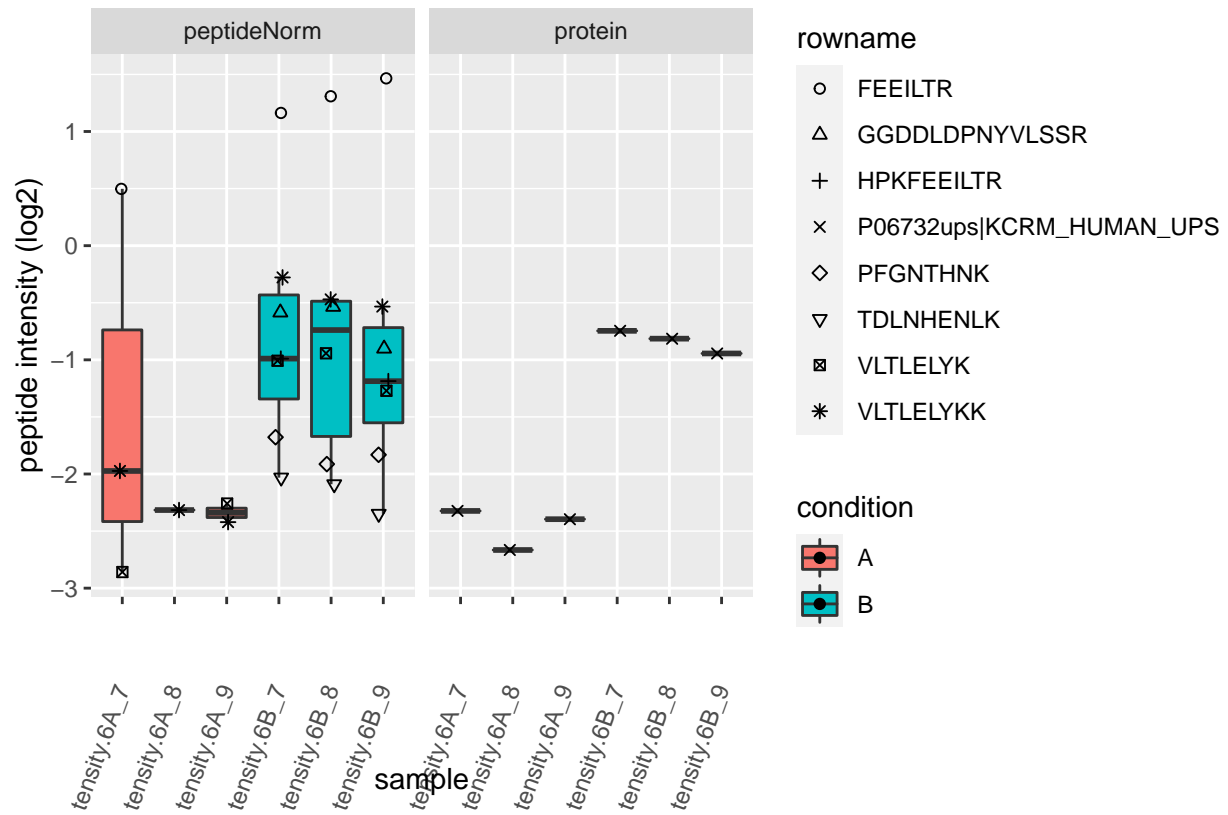 peptideNorm
protein
peptide intensity (log2)
1
0
−1
−2
−3
tensity.6A_7
tensity.6A_8
tensity.6A_9
tensity.6B_7
tensity.6B_8
tensity.6B_9
tensity.6A_7
tensity.6A_8
tensity.6A_9
tensity.6B_7
tensity.6B_8
tensity.6B_9
sample
rowname
FEEILTR
GGDDLDPNYVLSSR
HPKFEEILTR
P06732ups|KCRM_HUMAN_UPS
PFGNTHNK
TDLNHENLK
VLTLELYK
VLTLELYKK
condition
A
B